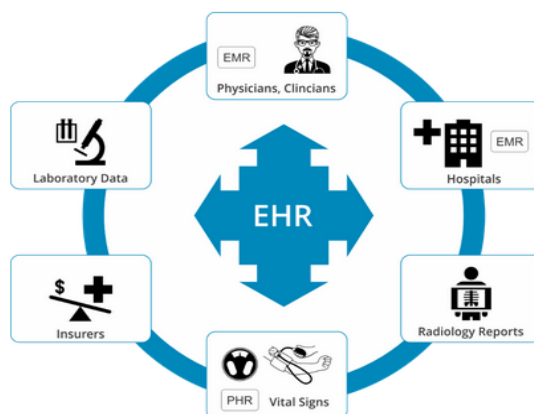 EMR
Physicians, Clincians
Laboratory Data
EMR
Hospitals
EHR
$
Insurers
Radiology Reports
PHR
Vital Signs